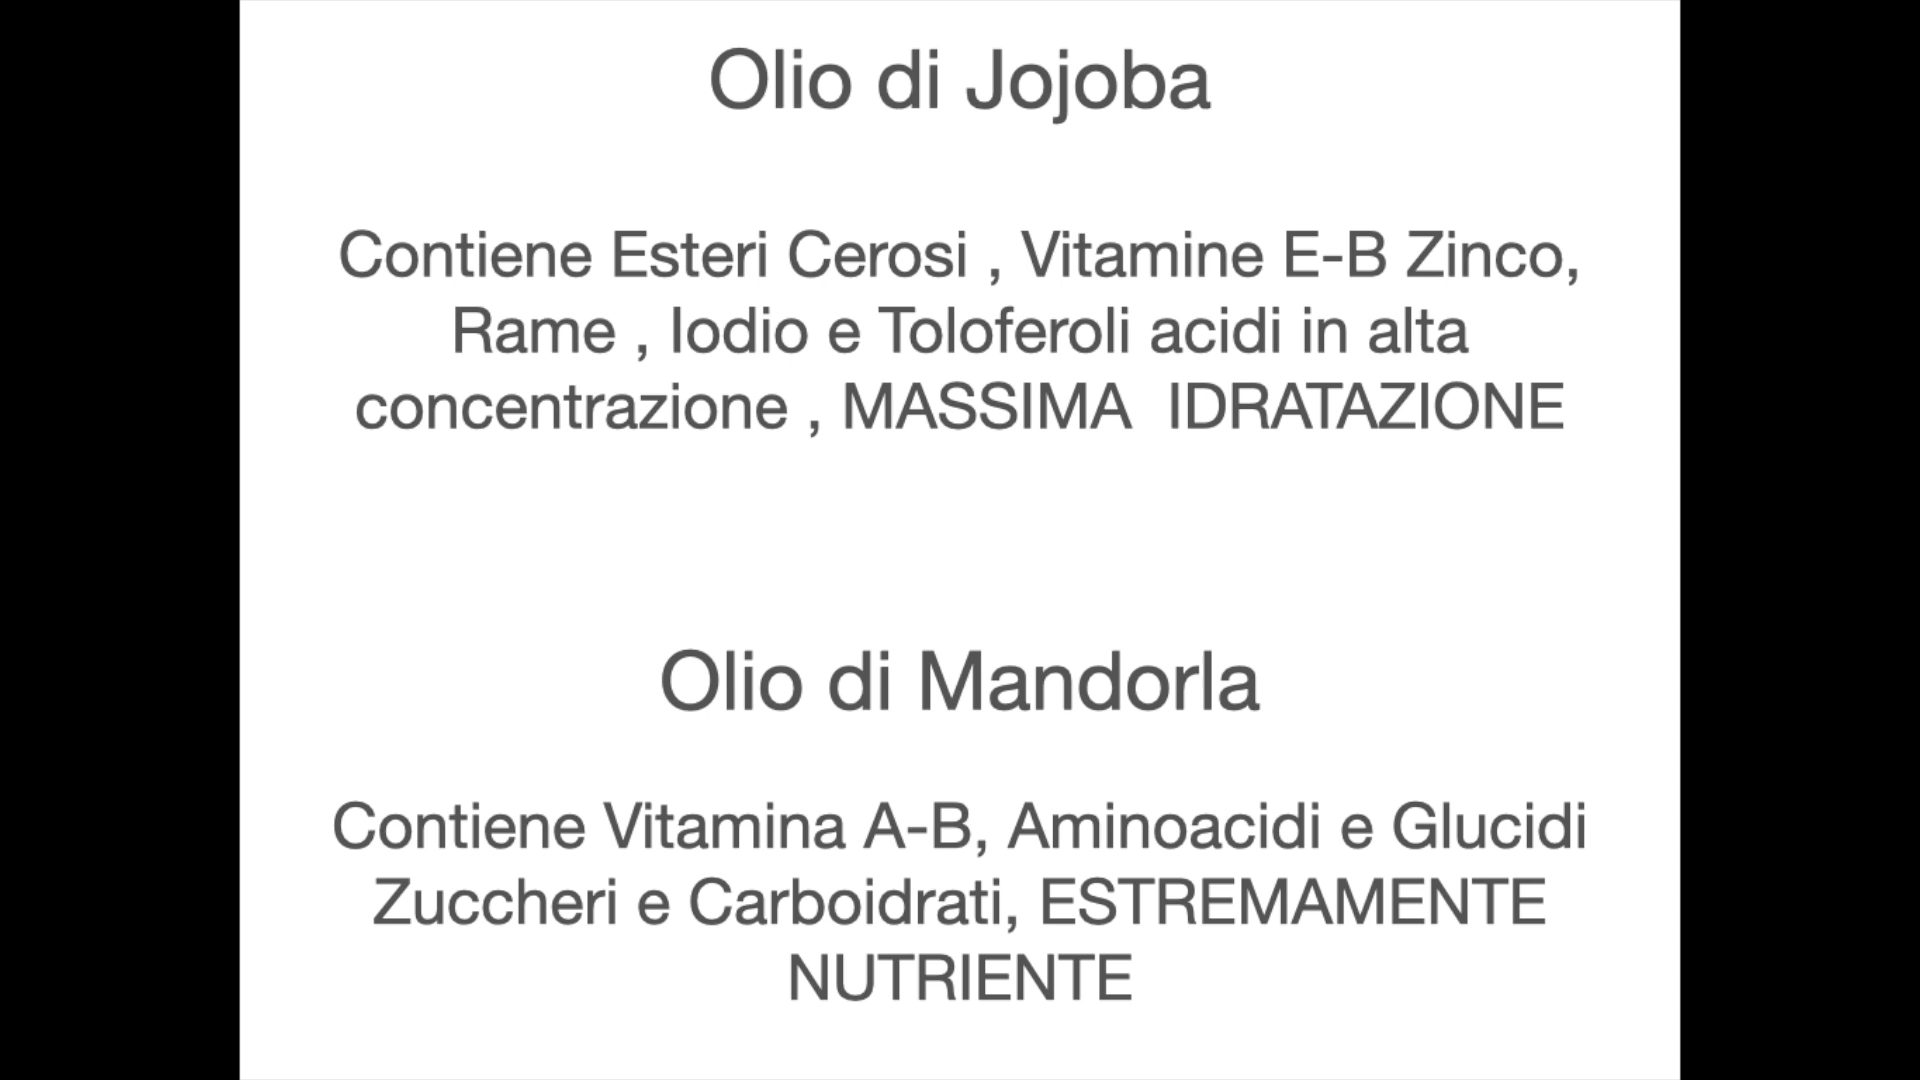 Olio di Jojoba
Contiene Esteri Cerosi , Vitamine E-B Zinco,
Rame , Iodio e Toloferoli acidi in alta
concentrazione , MASSIMA  IDRATAZIONE
Olio di Mandorla
Contiene Vitamina A-B, Aminoacidi e Glucidi
Zuccheri e Carboidrati, ESTREMAMENTE
NUTRIENTE